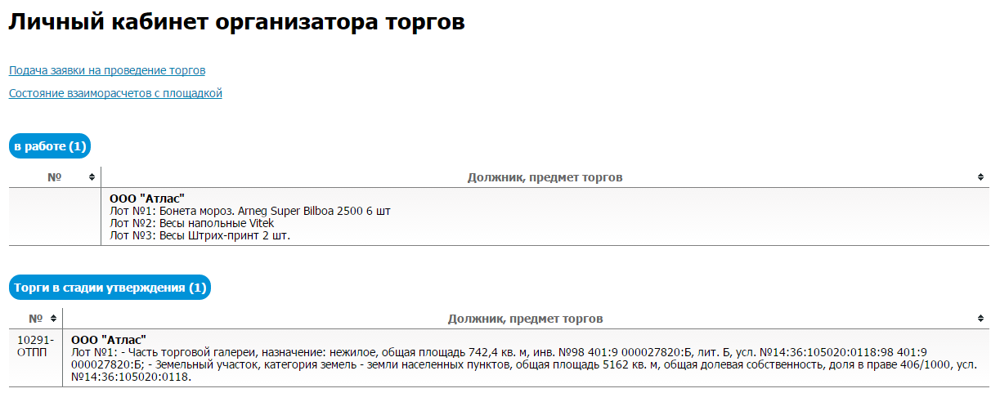 Личный кабинет организатора торгов
Подача заявки на проведение торгов
Состояние взаиморасчетов с площадкой
в работе (1)
№ Должник, предмет торгов
ООО "Атлас"
Лот №1: Бонета мороз. Arneg Super Bilboa 2500 6 шт
Лот №2: Весы напольные Vitek
Лот №3: Весы Штрих-принт 2 шт.
Торги в стадии утверждения (1)
№ Должник, предмет торгов
10291-
ОТПП
ООО "Атлас"
Лот №1: - Часть торговой галереи, назначение: нежилое, общая площадь 742,4 кв. м, инв. №98 401:9 000027820:Б, лит. Б, усл. №14:36:105020:0118:98 401:9
000027820:Б; - Земельный участок, категория земель - земли населенных пунктов, общая площадь 5162 кв. м, общая долевая собственность, доля в праве 406/1000, усл.
№14:36:105020:0118.